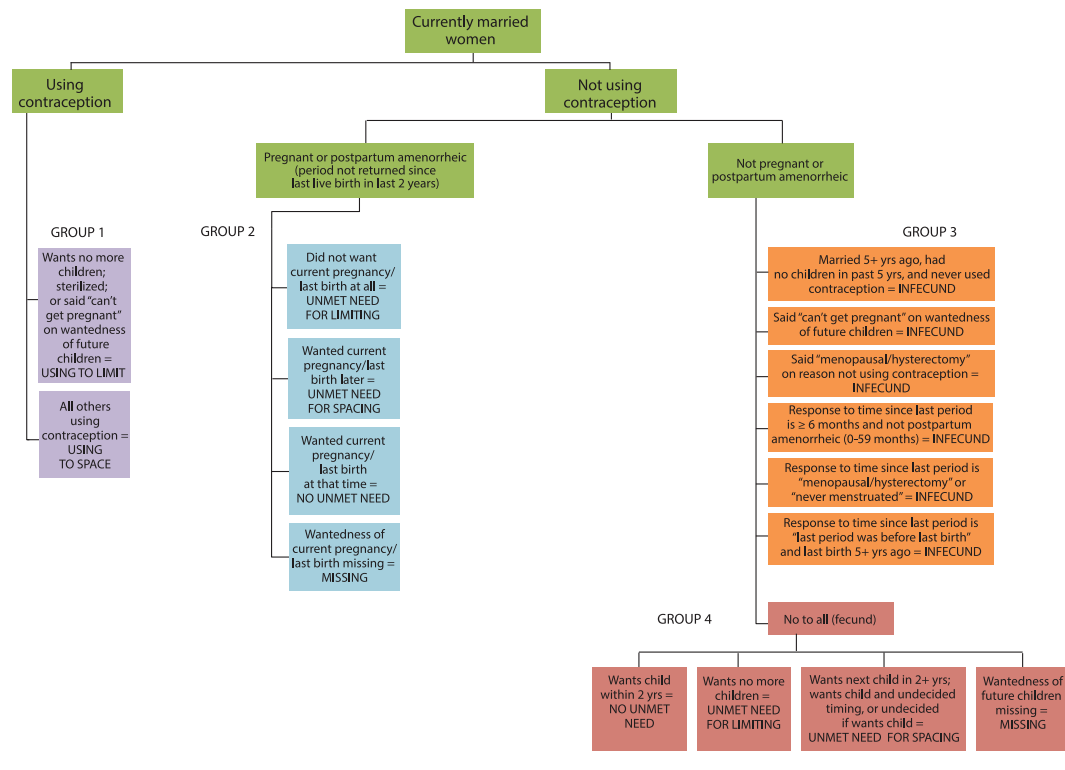 Currently married
women
Using
contraception
Not using
contraception
Pregnant or postpartum amenorrheic
(period not returned since
last live birth in last 2 years)
Not pregnant or
postpartum amenorrheic
GROUP 1
Wants no more
children;
sterilized;
or said “can’t
get pregnant”
on wantedness
of future
children =
USING TO LIMIT
All others
using
contraception =
USING
TO SPACE
GROUP 2
Did not want
current pregnancy/
last birth at all =
UNMET NEED
FOR LIMITING
Wanted current
pregnancy/last
birth later =
UNMET NEED
FOR SPACING
Wanted current
pregnancy/
last birth
at that time =
NO UNMET NEED
Wantedness of
current pregnancy/
last birth missing =
MISSING
GROUP 3
Married 5+ yrs ago, had
no children in past 5 yrs, and never used
contraception = INFECUND
Said “can’t get pregnant” on wantedness
of future children = INFECUND
Said “menopausal/hysterectomy”
on reason not using contraception =
INFECUND
Response to time since last period
is ≥ 6 months and not postpartum
amenorrheic (0-59 months) = INFECUND
Response to time since last period is
“menopausal/hysterectomy” or
“never menstruated” = INFECUND
Response to time since last period is
“last period was before last birth”
and last birth 5+ yrs ago = INFECUND
GROUP 4
No to all (fecund)
Wants child
within 2 yrs =
NO UNMET
NEED
Wants no more
children =
UNMET NEED
FOR LIMITING
Wants next child in 2+ yrs;
wants child and undecided
timing, or undecided
if wants child =
UNMET NEED FOR SPACING
Wantedness of
future children
missing =
MISSING